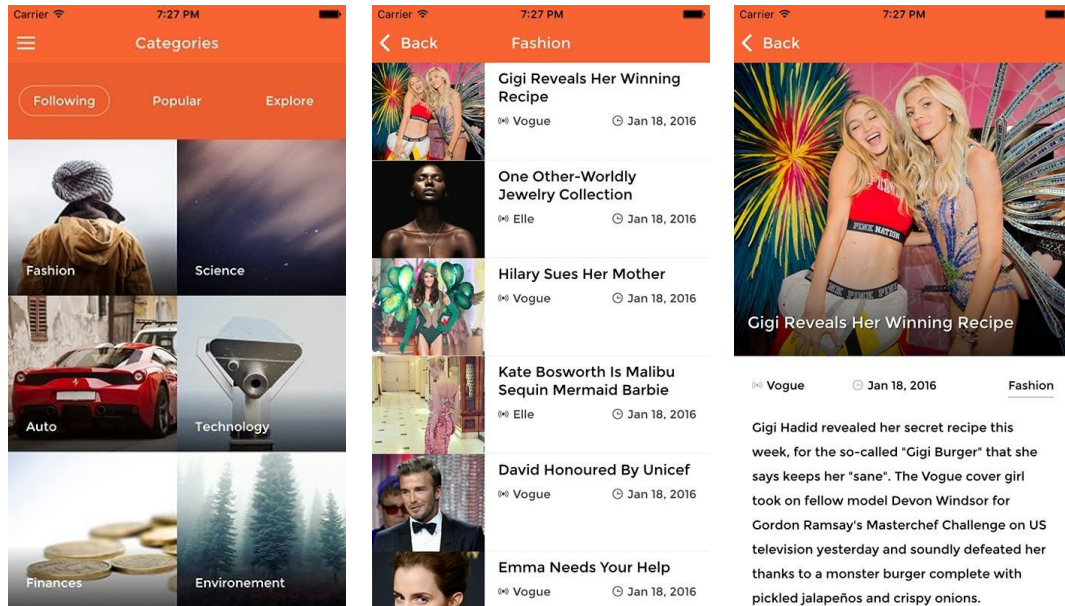 Carrier 7:27 PM
Categories
Following Popular Explore
Fashion Science
Auto Technology
Finances Environement
Carrier 7:27 PM
Back Fashion
Gigi Reveals Her Winning
Recipe
Vogue Jan 18, 2016
One Other-Worldly
Jewelry Collection
Elle Jan 18, 2016
Hilary Sues Her Mother
Vogue Jan 18, 2016
Kate Bosworth Is Malibu
Sequin Mermaid Barbie
Elle Jan 18, 2016
David Honoured By Unicef
Vogue Jan 18, 2016
Emma Needs Your Help
Vogue Jan 18, 2016
Carrier 7:27 PM
Back
PINK NATION
Gigi Reveals Her Winning Recipe
Vogue Jan 18, 2016 Fashion
Gigi Hadid revealed her secret recipe this
week, for the so-called "Gigi Burger" that she
says keeps her "sane". The Vogue cover girl
took on fellow model Devon Windsor for
Gordon Ramsay's Masterchef Challenge on US
television yesterday and soundly defeated her
thanks to a monster burger complete with
pickled jalapeños and crispy onions.